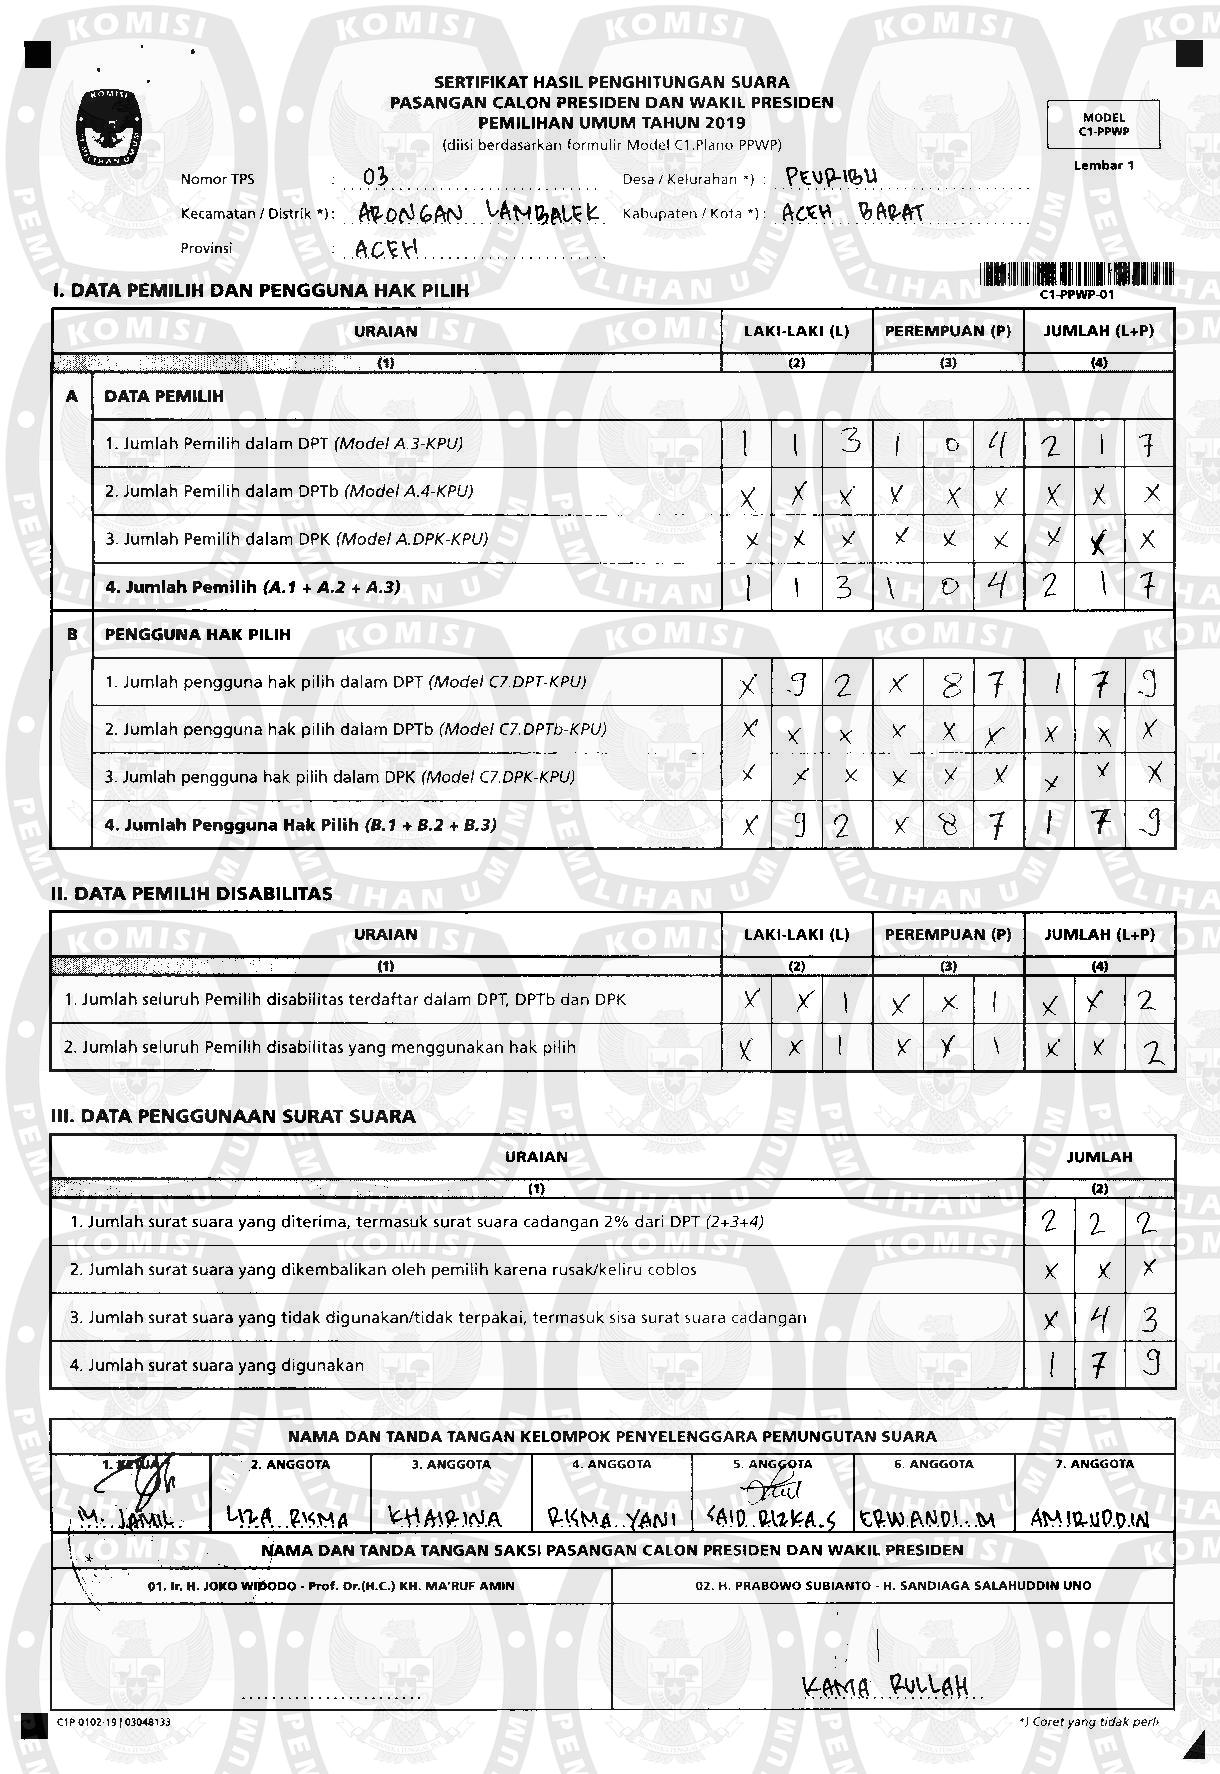 SERTIFIKAT HASIL PENGHITUNGAN SUARA
PASANGAN CALON PRESIDEN DAN WAKIL PRESIDEN
PEMILIHAN UMUM TAHUN 2019
(diisi berdasarkan formulir Model C1.Plano PPWP)
MODEL
C1-PPWP
Lembar 1
Nomor TPS : 03 Desa / Kelurahan *) : PEURIBU
Kecamatan / Distrik *) : ARONGAN LAMBALEK Kabupaten / Kota *) : ACEH BARAT
Provinsi : ACEH
C1-PPWP-01
I. DATA PEMILIH DAN PENGGUNA HAK PILIH
URAIAN LAKI-LAKI (L) PEREMPUAN (P) JUMLAH (L+P)
(1) (2) (3) (4)
A DATA PEMILIH
1. Jumlah Pemilih dalam DPT (Model A.3-KPU) 1 1 3 1 0 4 2 1 7
2. Jumlah Pemilih dalam DPTb (Model A.4-KPU) X X X X X X X X X
3. Jumlah Pemilih dalam DPK (Model A.DPK-KPU) X X X X X X X X X
4. Jumlah Pemilih (A.1 + A.2 + A.3) 1 1 3 1 0 4 2 1 7
B PENGGUNA HAK PILIH
1. Jumlah pengguna hak pilih dalam DPT (Model C7.DPT-KPU) X 9 2 X 8 7 1 7 9
2. Jumlah pengguna hak pilih dalam DPTb (Model C7.DPTb-KPU) X X X X X X X X X
3. Jumlah pengguna hak pilih dalam DPK (Model C7.DPK-KPU) X X X X X X X X X
4. Jumlah Pengguna Hak Pilih (B.1 + B.2 + B.3) X 9 2 X 8 7 1 7 9
II. DATA PEMILIH DISABILITAS
URAIAN LAKI-LAKI (L) PEREMPUAN (P) JUMLAH (L+P)
(1) (2) (3) (4)
1. Jumlah seluruh Pemilih disabilitas terdaftar dalam DPT, DPTb dan DPK X X 1 X X 1 X X 2
2. Jumlah seluruh Pemilih disabilitas yang menggunakan hak pilih X X 1 X X 1 X X 2
III. DATA PENGGUNAAN SURAT SUARA
URAIAN JUMLAH
(1) (2)
1. Jumlah surat suara yang diterima, termasuk surat suara cadangan 2% dari DPT (2+3+4) 2 2 2
2. Jumlah surat suara yang dikembalikan oleh pemilih karena rusak/keliru coblos X X X
3. Jumlah surat suara yang tidak digunakan/tidak terpakai, termasuk sisa surat suara cadangan X 4 3
4. Jumlah surat suara yang digunakan 1 7 9
NAMA DAN TANDA TANGAN KELOMPOK PENYELENGGARA PEMUNGUTAN SUARA
1. KETUA 2. ANGGOTA 3. ANGGOTA 4. ANGGOTA 5. ANGGOTA 6. ANGGOTA 7. ANGGOTA
M. JAMIL LIZA RISMA KHAIRINA RISMA YANI SAID RIZKA.S ERWANDI. M AMIRUDDIN
NAMA DAN TANDA TANGAN SAKSI PASANGAN CALON PRESIDEN DAN WAKIL PRESIDEN
01. Ir. H. JOKO WIDODO - Prof. Dr.(H.C.) KH. MA'RUF AMIN 02. H. PRABOWO SUBIANTO - H. SANDIAGA SALAHUDDIN UNO
KAMA RULLAH
C1P 0102-19 | 03048133 *) Coret yang tidak perl